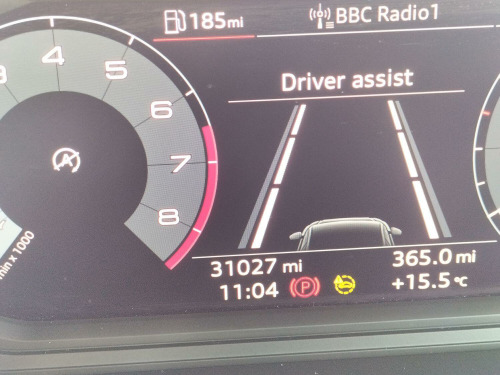 185mi
BBC Radio1
Driver assist
3
4
5
6
7
8
A
min x 1000
31027 mi
365.0 mi
11:04
P
+15.5°C